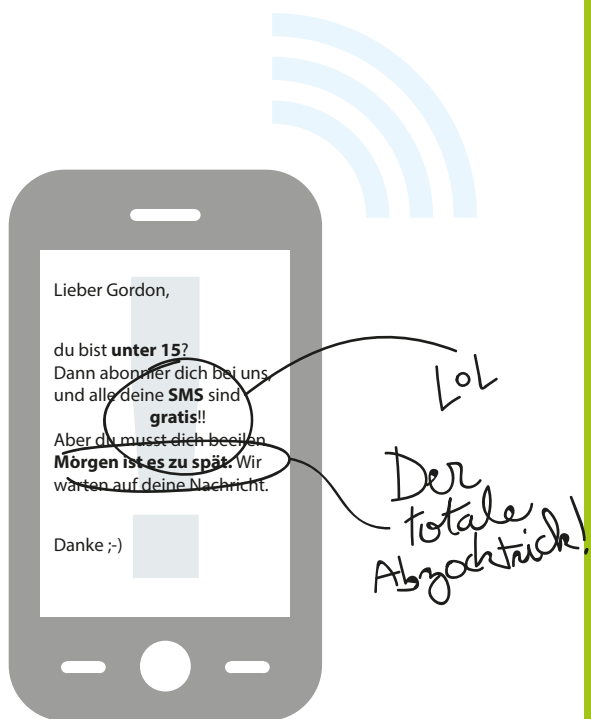 Lieber Gordon,
du bist unter 15?
Dann abonnier dich bei uns,
und alle deine SMS sind
gratis!!
Aber du musst dich beeilen
Morgen ist es zu spät. Wir
warten auf deine Nachricht.
Danke ;-)
LoL
Der
totale
Abzocktrick!